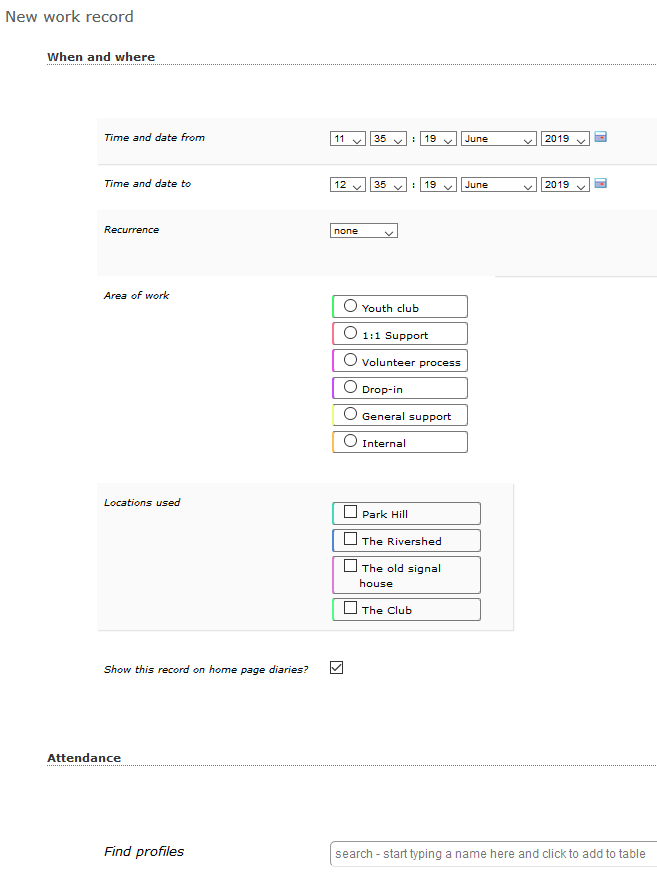 New work record
When and where
Time and date from 11 35 : 19 June 2019
Time and date to 12 35 : 19 June 2019
Recurrence none
Area of work
Youth club
1:1 Support
Volunteer process
Drop-in
General support
Internal
Locations used
Park Hill
The Rivershed
The old signal
house
The Club
Show this record on home page diaries?
Attendance
Find profiles search - start typing a name here and click to add to table